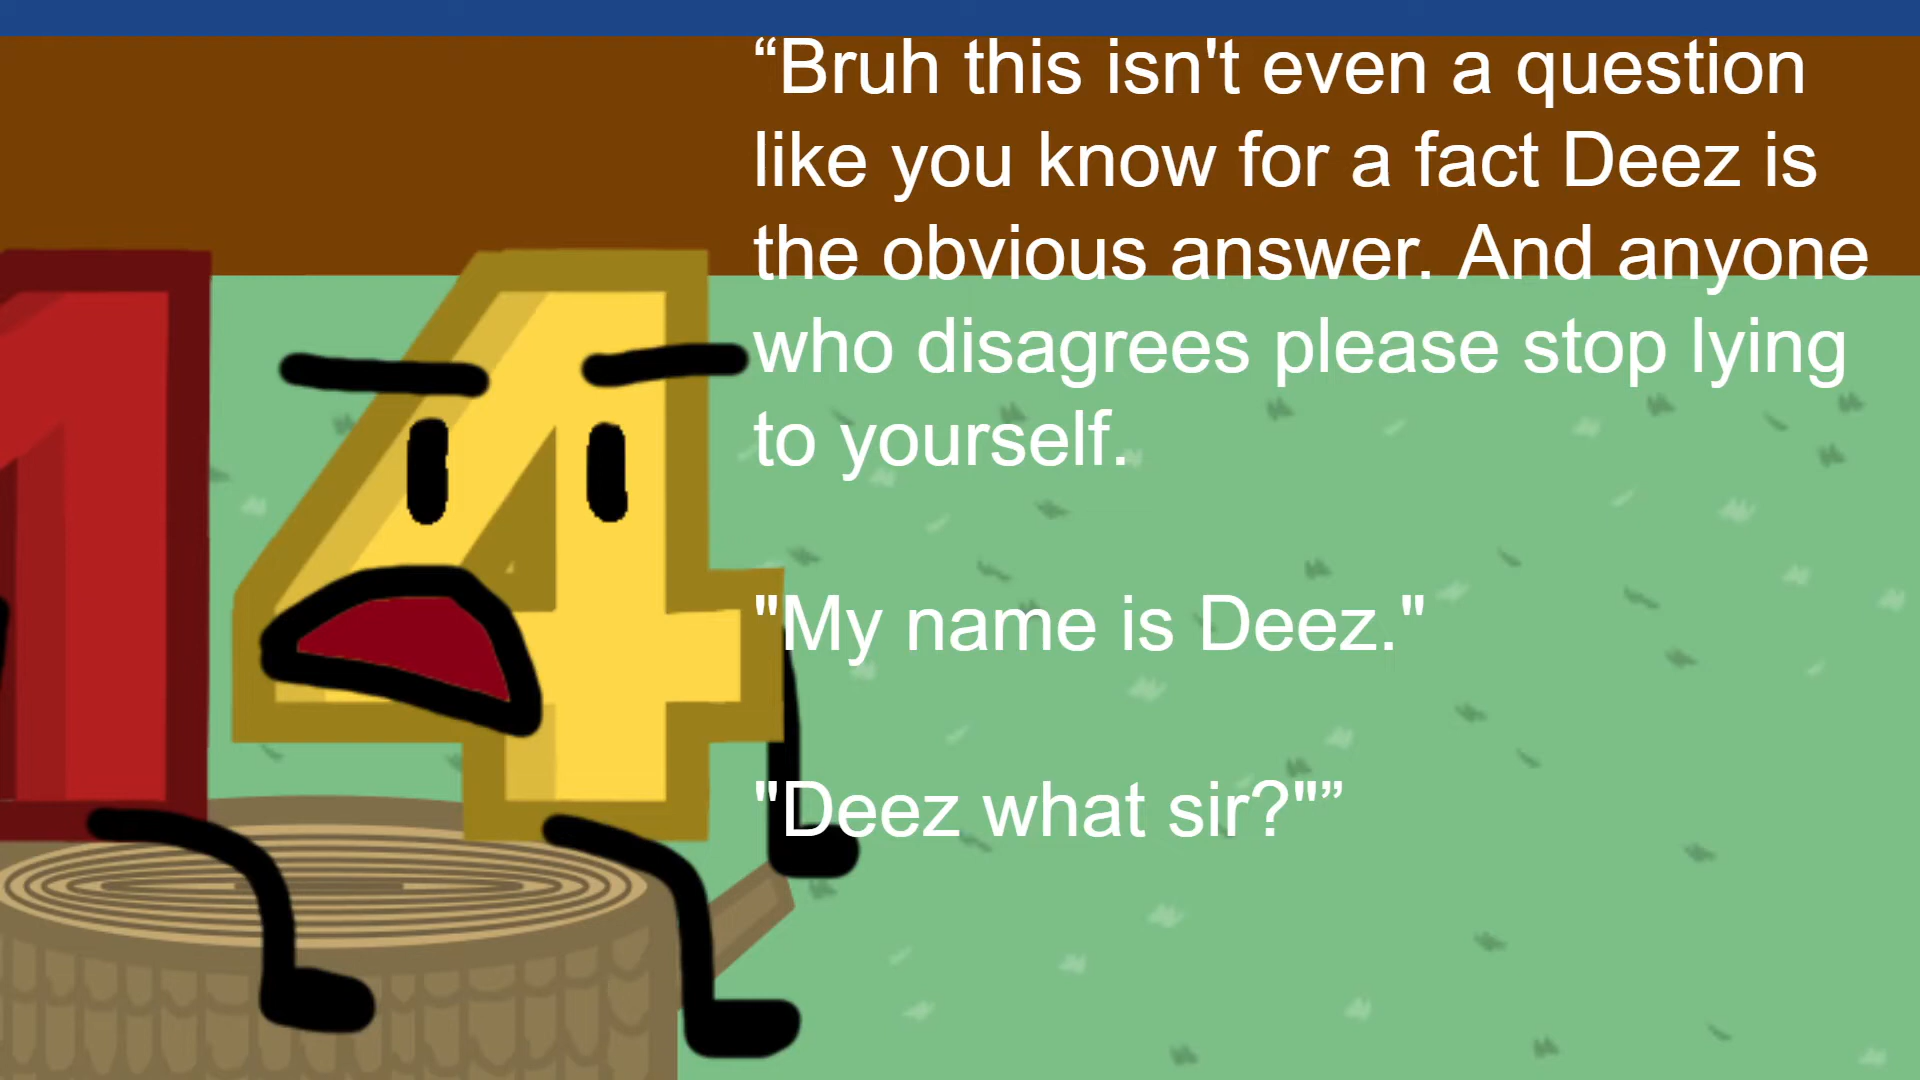 “Bruh this isn't even a question
like you know for a fact Deez is
the obvious answer. And anyone
who disagrees please stop lying
to yourself.
"My name is Deez."
"Deez what sir?"”